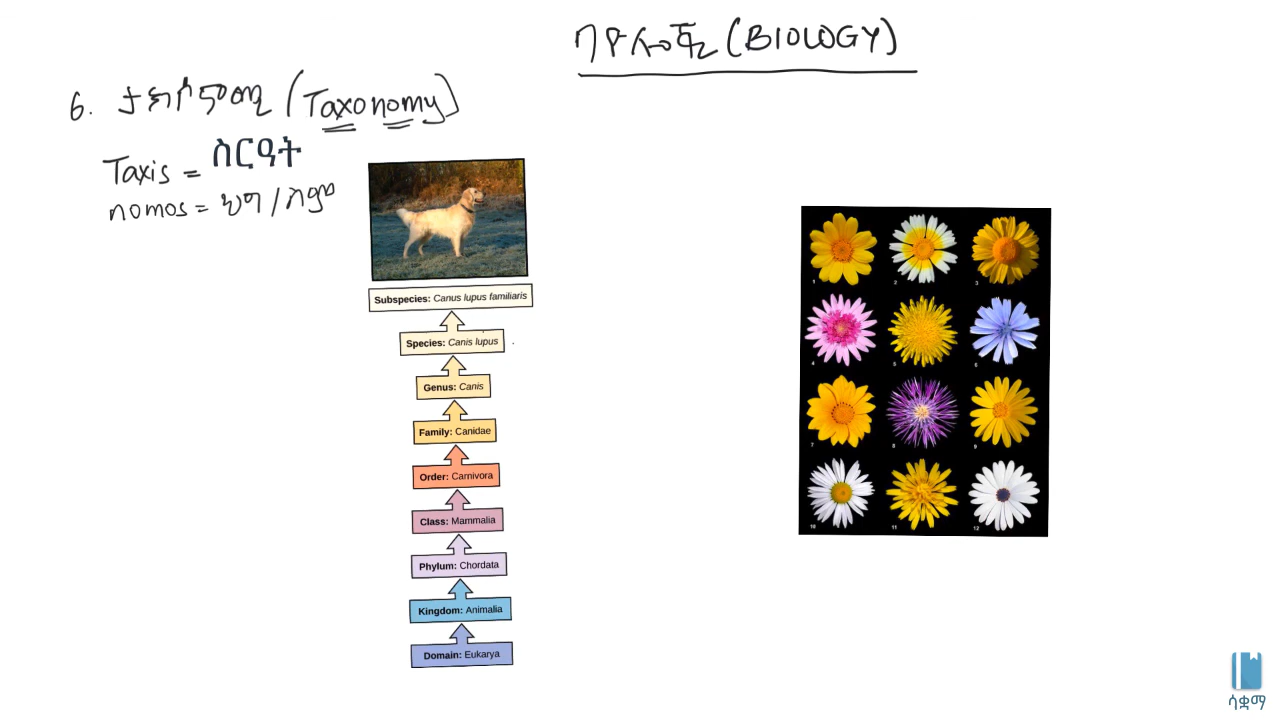 ባዮሎጂ (BIOLOGY)
6. ታክሶኖሚ (Taxonomy)
Taxis = ስርዓት
nomos = ህግ /
Subspecies: Canus lupus familiaris
Species: Canis lupus
Genus: Canis
Family: Canidae
Order: Carnivora
Class: Mammalia
Phylum: Chordata
Kingdom: Animalia
Domain: Eukarya
1 2 3
4 5 6
7 8 9
10 11 12
ሳቋማ